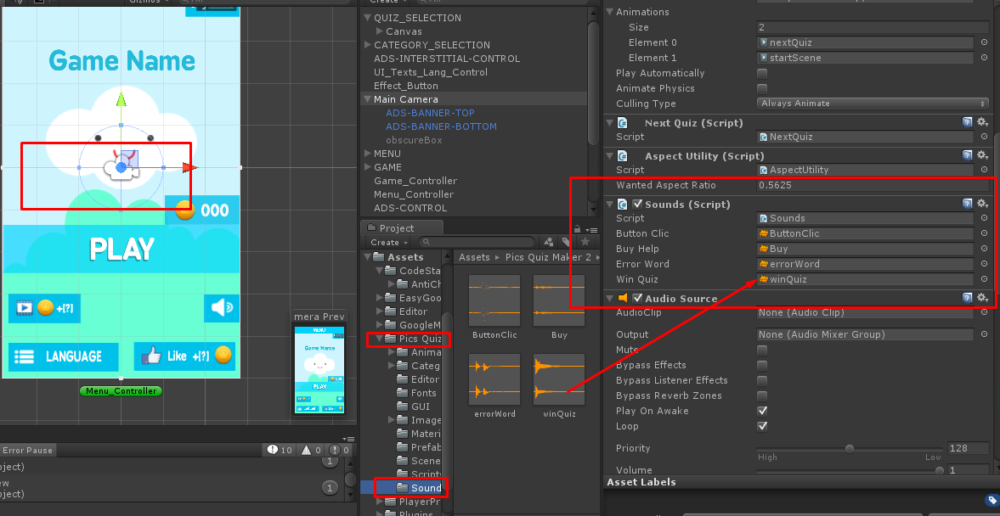 Game Name
000
PLAY
+[?]
LANGUAGE
Like +[?]
Menu_Controller
mera Prev
MENU
Game Name
PLAY
Error Pause
10
0
0
oject)
1
ew
oject)
1
Create
QUIZ_SELECTION
Canvas
CATEGORY_SELECTION
ADS-INTERSTITIAL-CONTROL
UI_Texts_Lang_Control
Effect_Button
Main Camera
ADS-BANNER-TOP
ADS-BANNER-BOTTOM
obscureBox
MENU
GAME
Game_Controller
Menu_Controller
ADS-CONTROL
Project
Create
Assets
CodeSta
AntiCh
EasyGoo
Editor
GoogleM
Pics Quiz
Anima
Categ
Editor
Fonts
GUI
Image
Materi
Prefab
Scene
Scripts
Sound
PlayerPr
Plugins
Assets ▸ Pics Quiz Maker 2 ▸
ButtonClic
Buy
errorWord
winQuiz
Animations
Size 2
Element 0 nextQuiz
Element 1 startScene
Play Automatically
Animate Physics
Culling Type Always Animate
Next Quiz (Script)
Script NextQuiz
Aspect Utility (Script)
Script AspectUtility
Wanted Aspect Ratio 0.5625
Sounds (Script)
Script Sounds
Button Clic ButtonClic
Buy Help Buy
Error Word errorWord
Win Quiz winQuiz
Audio Source
AudioClip None (Audio Clip)
Output None (Audio Mixer Group)
Mute
Bypass Effects
Bypass Listener Effects
Bypass Reverb Zones
Play On Awake
Loop
Priority 128
High Low
Volume 1
Asset Labels